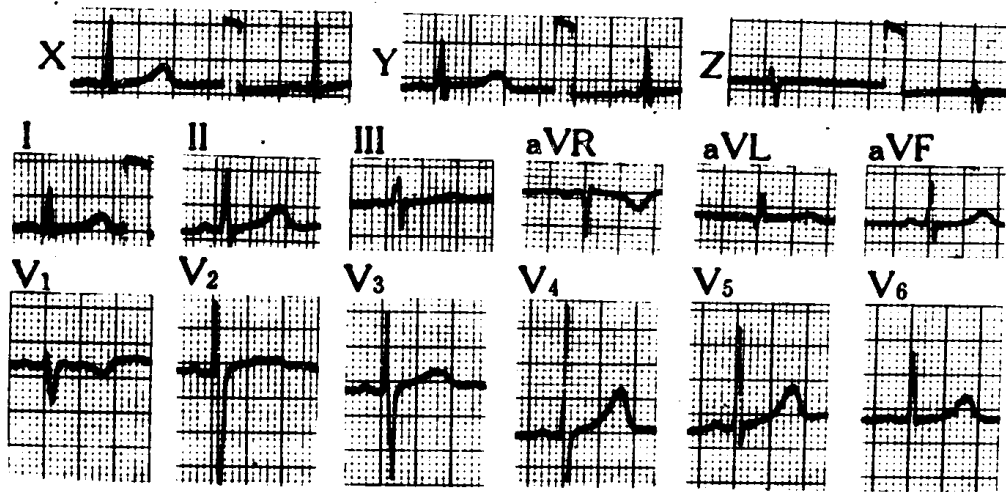 X Y Z
I II III aVR aVL aVF
V₁ V₂ V₃ V₄ V₅ V₆